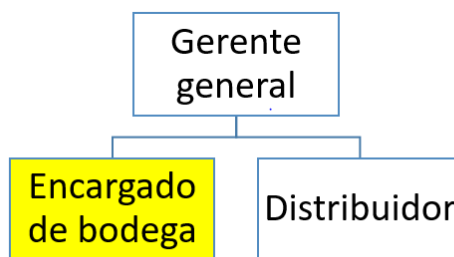 Gerente
general
Encargado
de bodega
Distribuidor